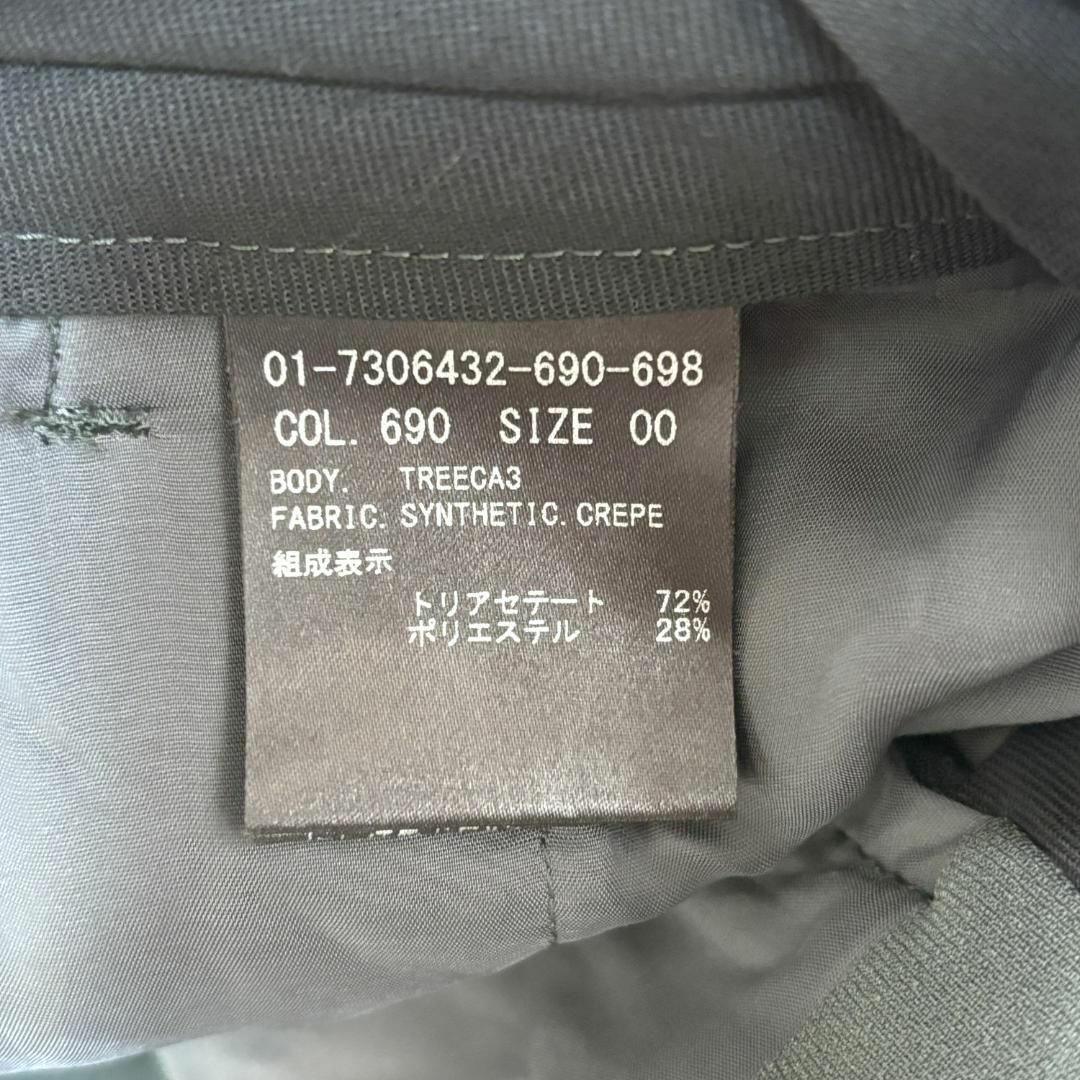 01-7306432-690-698
COL. 690 SIZE 00
BODY. TREECA3
FABRIC. SYNTHETIC. CREPE
組成表示
トリアセテート 72%
ポリエステル 28%